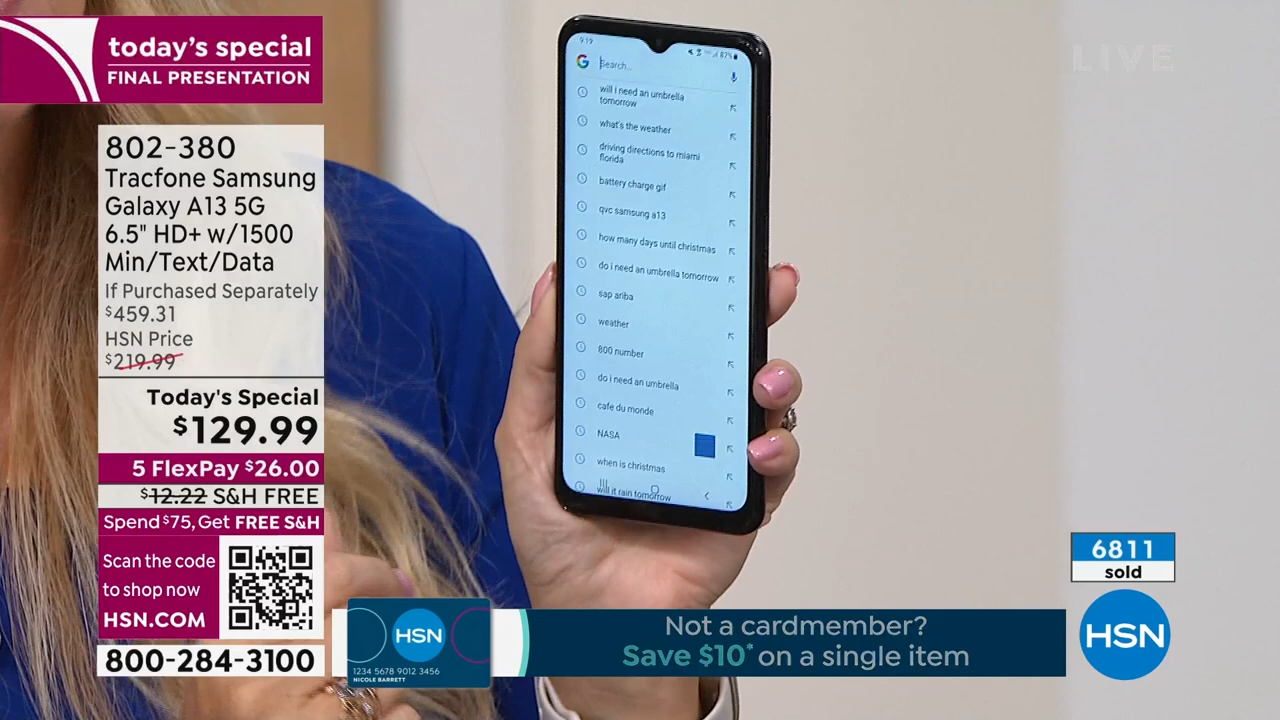 today's special
FINAL PRESENTATION
802-380
Tracfone Samsung
Galaxy A13 5G
6.5" HD+ w/1500
Min/Text/Data
If Purchased Separately
$459.31
HSN Price
$219.99
Today's Special
$129.99
5 FlexPay $26.00
$12.22 S&H FREE
Spend $75, Get FREE S&H
Scan the code
to shop now
HSN.COM
800-284-3100
9:19
87%
Search...
will i need an umbrella
tomorrow
what's the weather
driving directions to miami
florida
battery charge gif
qvc samsung a13
how many days until christmas
do i need an umbrella tomorrow
sap ariba
weather
800 number
do i need an umbrella
cafe du monde
NASA
when is christmas
will it rain tomorrow
LIVE
6811
sold
HSN
HSN
1234 5678 9012 3456
NICOLE BARRETT
Not a cardmember?
Save $10* on a single item